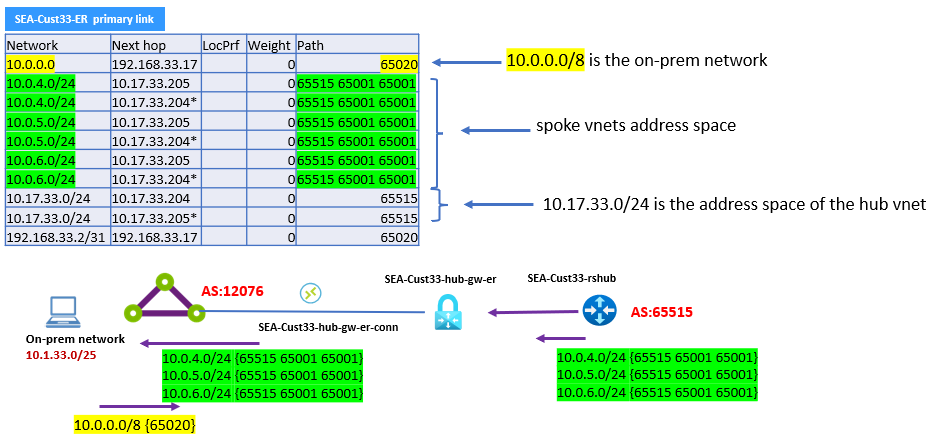 SEA-Cust33-ER primary link
Network Next hop LocPrf Weight Path
10.0.0.0 192.168.33.17 0 65020
10.0.4.0/24 10.17.33.205 0 65515 65001 65001
10.0.4.0/24 10.17.33.204* 0 65515 65001 65001
10.0.5.0/24 10.17.33.205 0 65515 65001 65001
10.0.5.0/24 10.17.33.204* 0 65515 65001 65001
10.0.6.0/24 10.17.33.205 0 65515 65001 65001
10.0.6.0/24 10.17.33.204* 0 65515 65001 65001
10.17.33.0/24 10.17.33.204 0 65515
10.17.33.0/24 10.17.33.205* 0 65515
192.168.33.2/31 192.168.33.17 0 65020
10.0.0.0/8 is the on-prem network
spoke vnets address space
10.17.33.0/24 is the address space of the hub vnet
SEA-Cust33-hub-gw-er
SEA-Cust33-rshub
AS:12076
AS:65515
SEA-Cust33-hub-gw-er-conn
On-prem network
10.1.33.0/25
10.0.4.0/24 {65515 65001 65001}
10.0.5.0/24 {65515 65001 65001}
10.0.6.0/24 {65515 65001 65001}
10.0.4.0/24 {65515 65001 65001}
10.0.5.0/24 {65515 65001 65001}
10.0.6.0/24 {65515 65001 65001}
10.0.0.0/8 {65020}